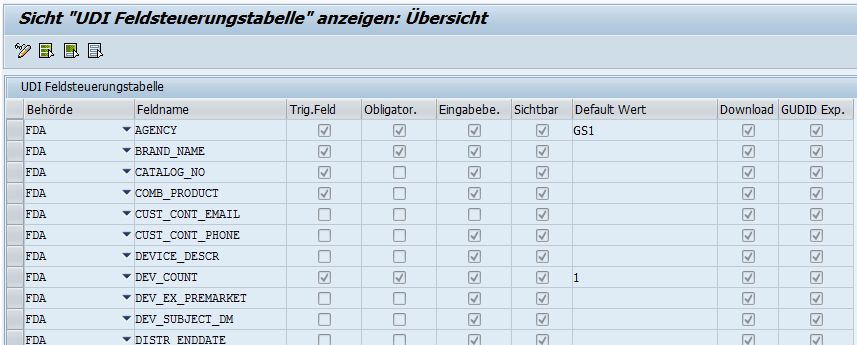 Sicht "UDI Feldsteuerungstabelle" anzeigen: Übersicht
UDI Feldsteuerungstabelle
Behörde Feldname Trig.Feld Obligator. Eingabebe. Sichtbar Default Wert Download GUDID Exp.
FDA AGENCY GS1
FDA BRAND_NAME
FDA CATALOG_NO
FDA COMB_PRODUCT
FDA CUST_CONT_EMAIL
FDA CUST_CONT_PHONE
FDA DEVICE_DESCR
FDA DEV_COUNT 1
FDA DEV_EX_PREMARKET
FDA DEV_SUBJECT_DM
FDA DISTR_ENDDATE